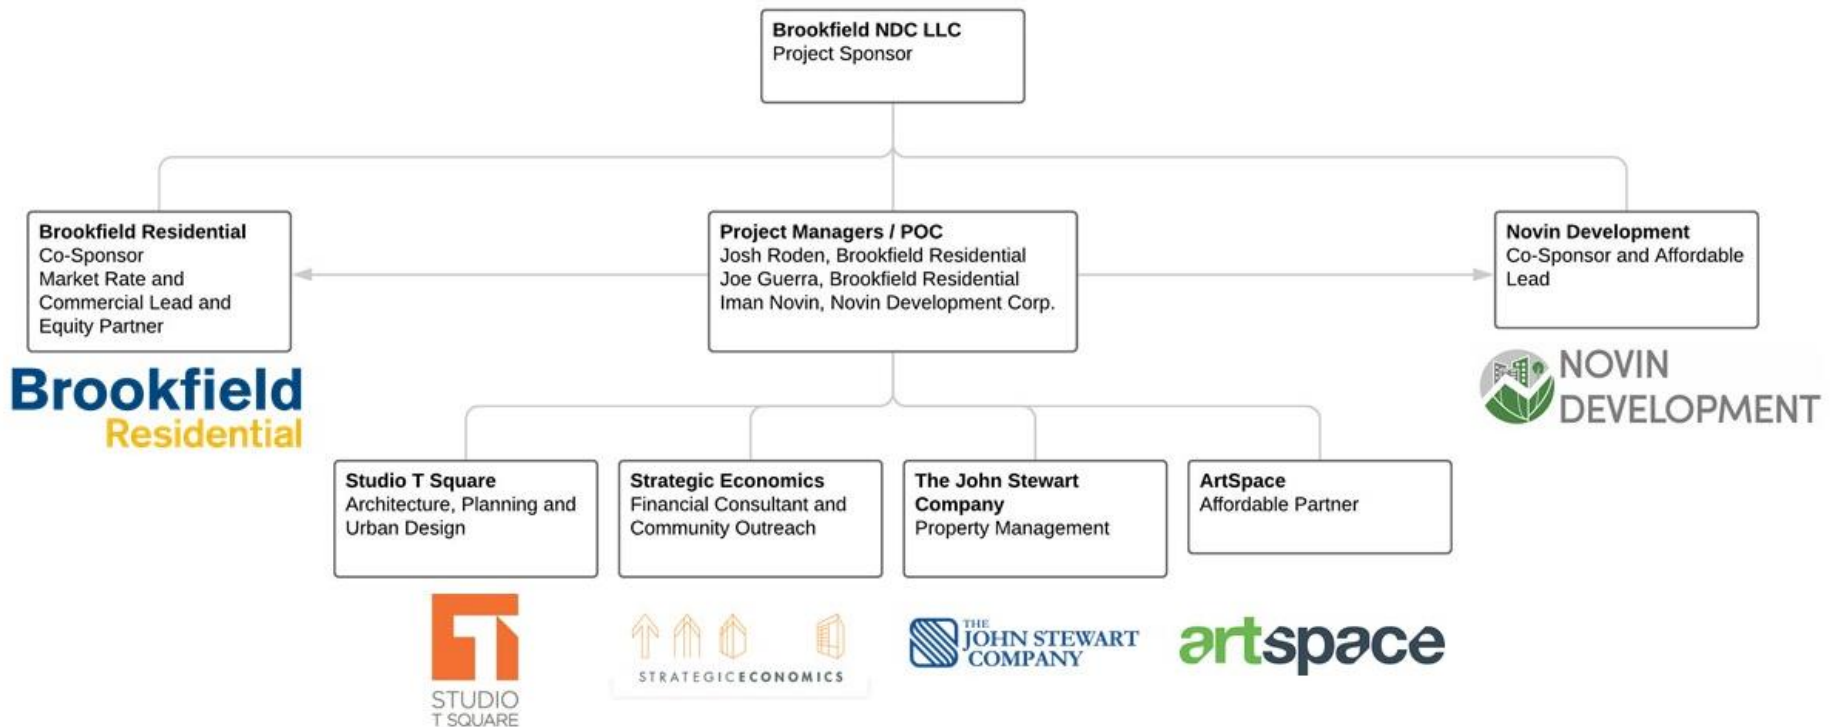 Brookfield NDC LLC
Project Sponsor
Brookfield Residential
Co-Sponsor
Market Rate and
Commercial Lead and
Equity Partner
Project Managers / POC
Josh Roden, Brookfield Residential
Joe Guerra, Brookfield Residential
Iman Novin, Novin Development Corp.
Novin Development
Co-Sponsor and Affordable
Lead
Brookfield
Residential
NOVIN
DEVELOPMENT
Studio T Square
Architecture, Planning and
Urban Design
Strategic Economics
Financial Consultant and
Community Outreach
The John Stewart
Company
Property Management
ArtSpace
Affordable Partner
STUDIO
T SQUARE
STRATEGICECONOMICS
THE
JOHN STEWART
COMPANY
artspace